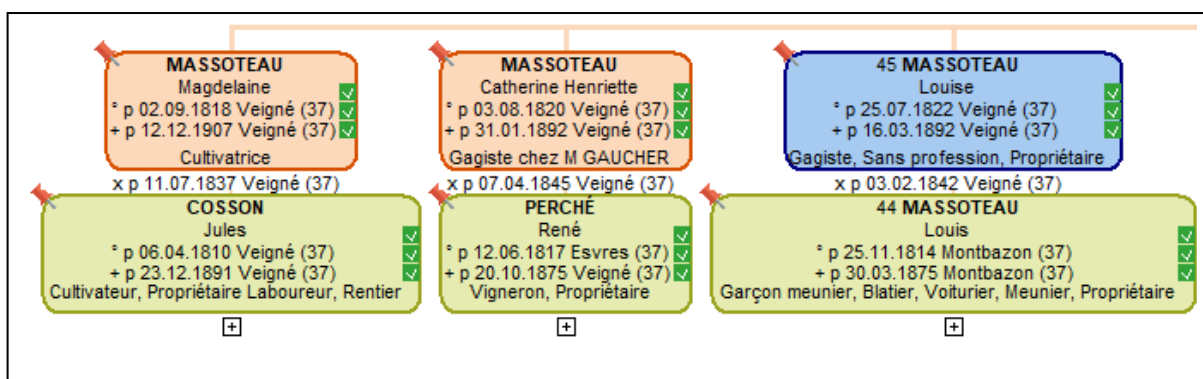 MASSOTEAU
Magdelaine
° p 02.09.1818 Veigné (37)
+ p 12.12.1907 Veigné (37)
Cultivatrice
x p 11.07.1837 Veigné (37)
COSSON
Jules
° p 06.04.1810 Veigné (37)
+ p 23.12.1891 Veigné (37)
Cultivateur, Propriétaire Laboureur, Rentier
MASSOTEAU
Catherine Henriette
° p 03.08.1820 Veigné (37)
+ p 31.01.1892 Veigné (37)
Gagiste chez M GAUCHER
x p 07.04.1845 Veigné (37)
PERCHÉ
René
° p 12.06.1817 Esvres (37)
+ p 20.10.1875 Veigné (37)
Vigneron, Propriétaire
45 MASSOTEAU
Louise
° p 25.07.1822 Veigné (37)
+ p 16.03.1892 Veigné (37)
Gagiste, Sans profession, Propriétaire
x p 03.02.1842 Veigné (37)
44 MASSOTEAU
Louis
° p 25.11.1814 Montbazon (37)
+ p 30.03.1875 Montbazon (37)
Garçon meunier, Blatier, Voiturier, Meunier, Propriétaire